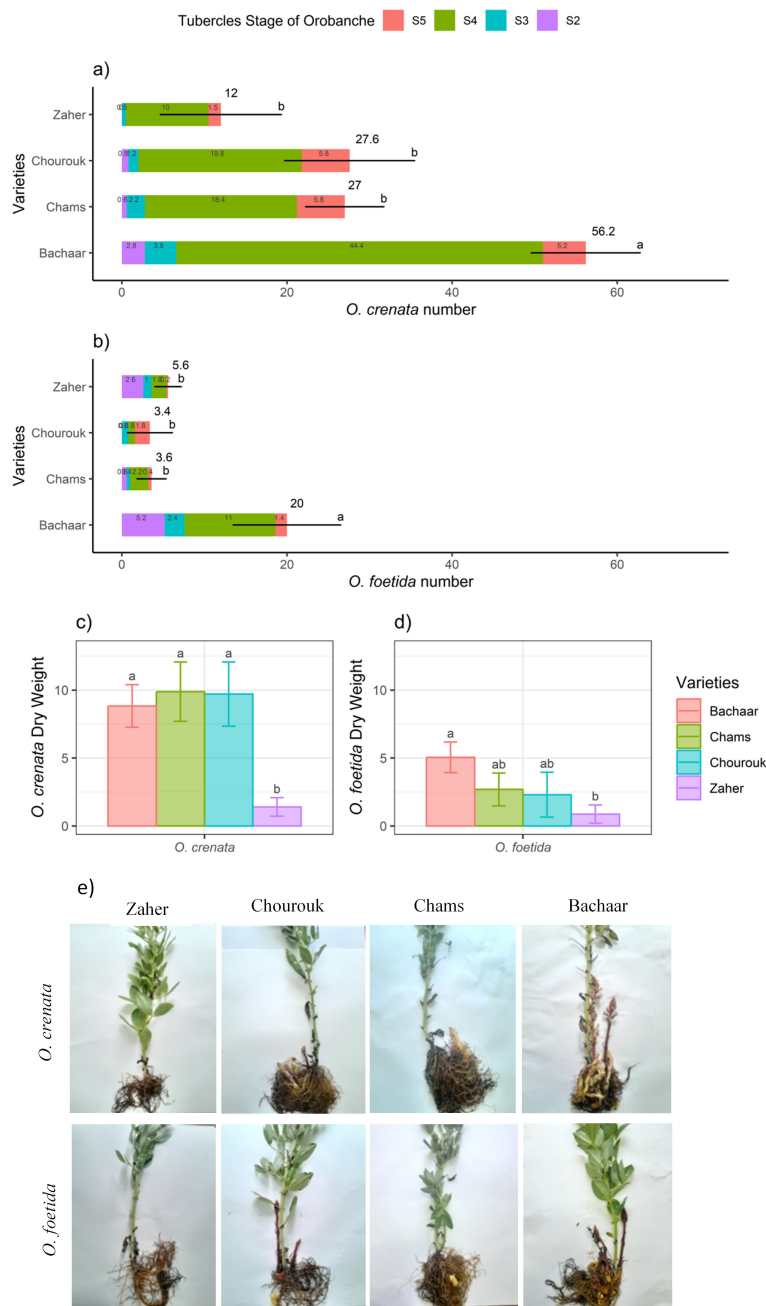 Tubercles Stage of Orobanche S5 S4 S3 S2
a)
Varieties
12
Zaher 10 1.5 b
27.6
Chourouk 19.6 5.8 b
27
Chams 0.6 2.2 18.4 5.8 b
56.2
Bachaar 2.8 3.8 44.4 5.2 a
0 20 40 60
O. crenata number
b)
Varieties
5.6
Zaher 2.6 1 b
3.4
Chourouk 1.8 b
3.6
Chams b
20
Bachaar 5.2 2.4 11 1.4 a
0 20 40 60
O. foetida number
c)
O. crenata Dry Weight
10
5
0
a a a b
O. crenata
d)
O. foetida Dry Weight
10
5
0
a ab ab b
O. foetida
Varieties
Bachaar
Chams
Chourouk
Zaher
e)
Zaher Chourouk Chams Bachaar
O. crenata
O. foetida